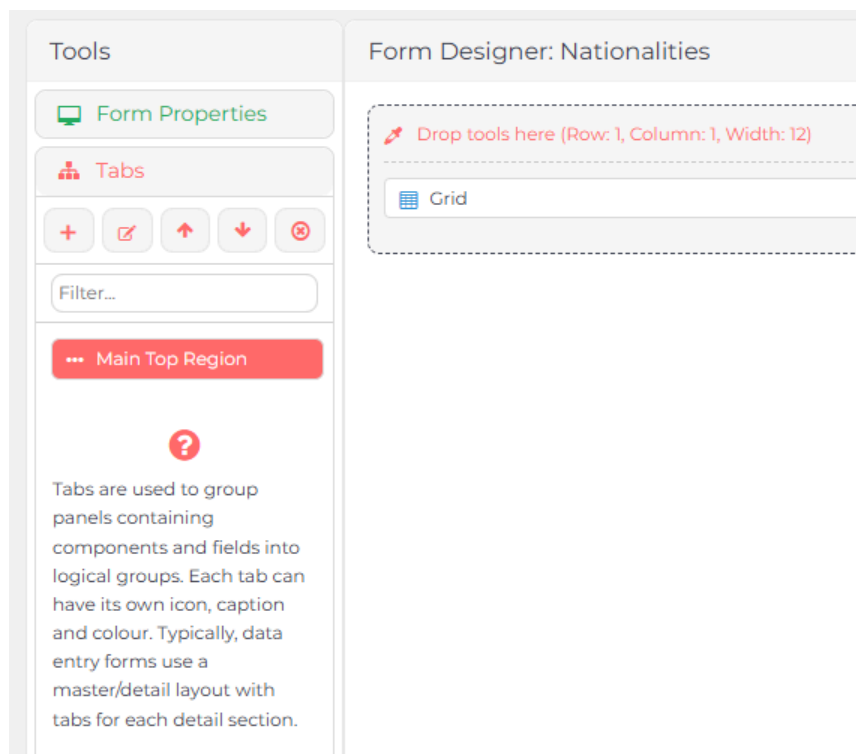 Tools
Form Designer: Nationalities
Form Properties
Tabs
Drop tools here (Row: 1, Column: 1, Width: 12)
Grid
Filter...
Main Top Region
Tabs are used to group
panels containing
components and fields into
logical groups. Each tab can
have its own icon, caption
and colour. Typically, data
entry forms use a
master/detail layout with
tabs for each detail section.